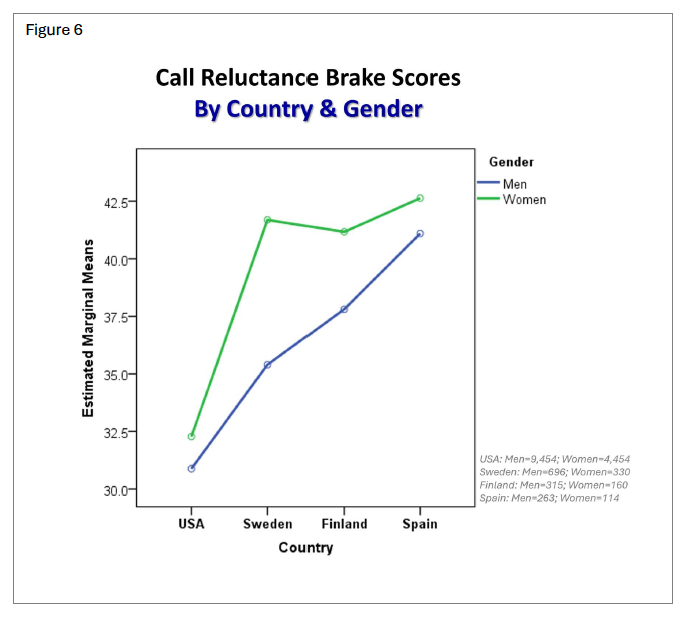 Figure 6
Call Reluctance Brake Scores
By Country & Gender
Gender
Men
Women
42.5
40.0
37.5
35.0
32.5
30.0
Estimated Marginal Means
USA Sweden Finland Spain
Country
USA: Men=9,454; Women=4,454
Sweden: Men=696; Women=330
Finland: Men=315; Women=160
Spain: Men=263; Women=114